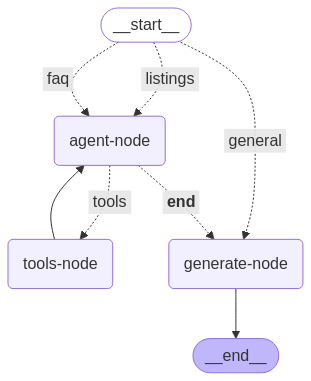 __start__
faq
listings
agent-node
general
tools
end
tools-node
generate-node
__end__